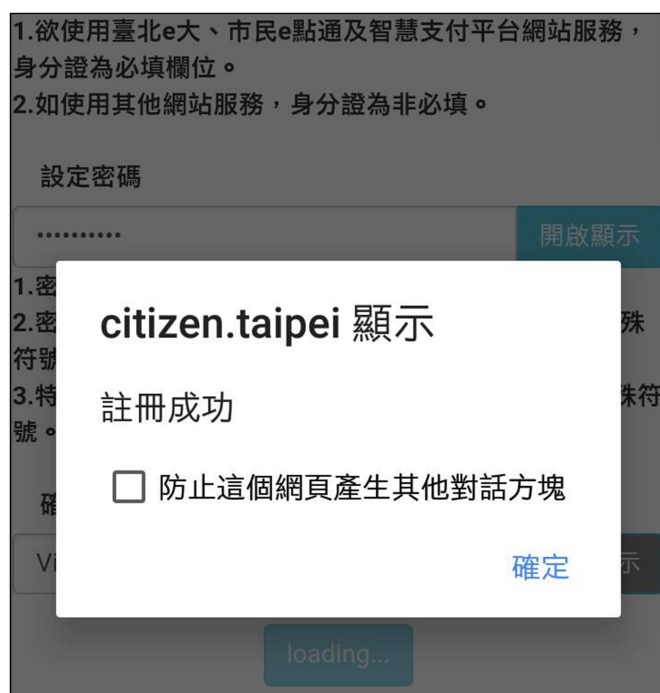 1.欲使用臺北e大、市民e點通及智慧支付平台網站服務，
身分證為必填欄位。
2.如使用其他網站服務，身分證為非必填。
設定密碼
••••••••••
開啟顯示
1.密
2.密
殊
符號
3.特
殊符
號。
citizen.taipei 顯示
註冊成功
防止這個網頁產生其他對話方塊
確定
確
Vi
示
loading...